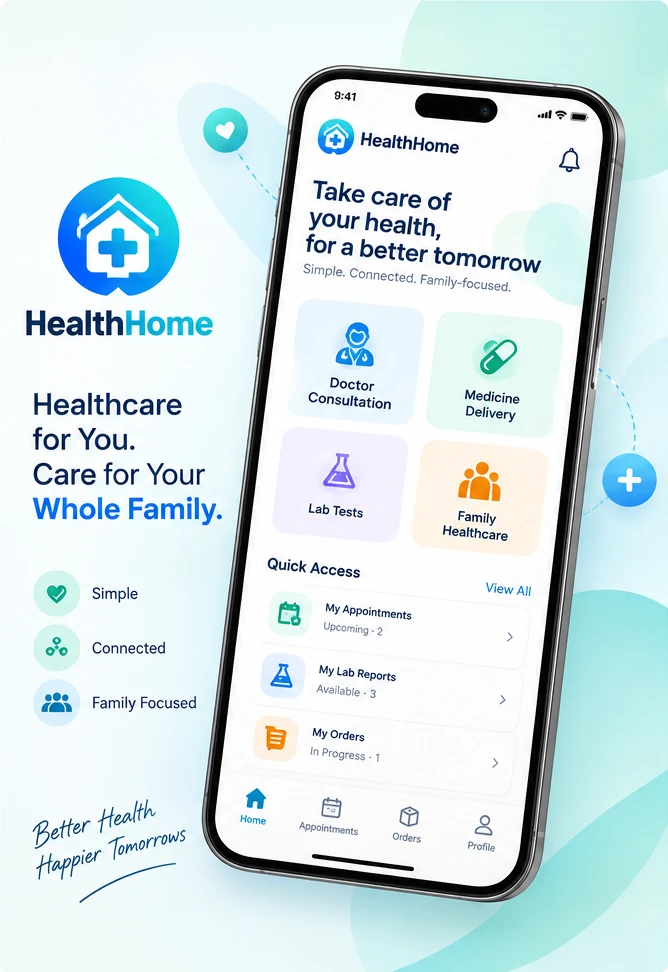 HealthHome
Healthcare
for You.
Care for Your
Whole Family.
Simple
Connected
Family Focused
Better Health
Happier Tomorrows
9:41
HealthHome
Take care of
your health,
for a better tomorrow
Simple. Connected. Family-focused.
Doctor
Consultation
Medicine
Delivery
Lab Tests
Family
Healthcare
Quick Access
View All
My Appointments
Upcoming · 2
My Lab Reports
Available · 3
My Orders
In Progress · 1
Home
Appointments
Orders
Profile